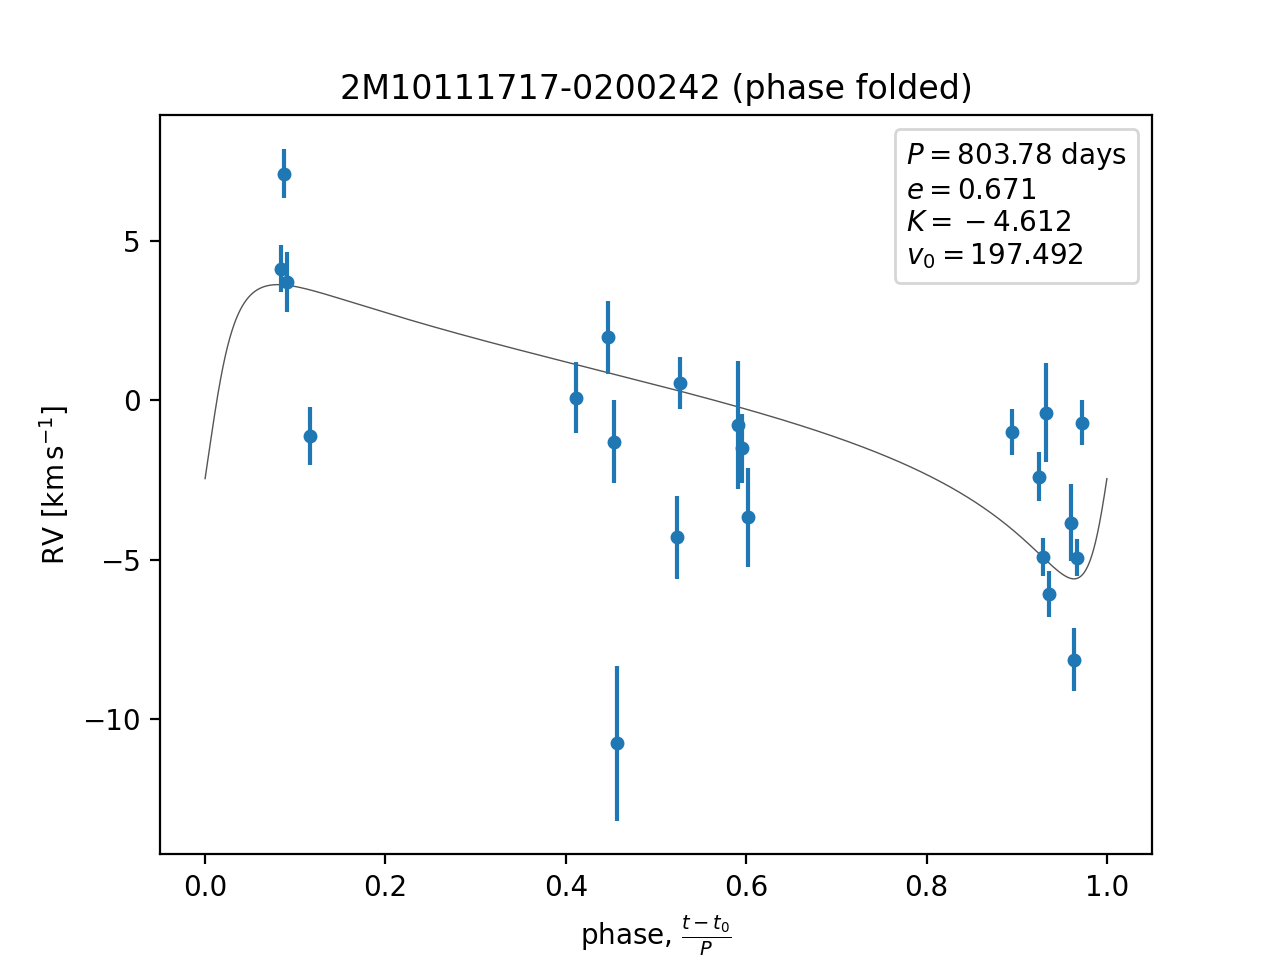 2M10111717-0200242 (phase folded)
P = 803.78 days
e = 0.671
K = −4.612
v₀ = 197.492
5
0
−5
−10
RV [km s⁻¹]
0.0 0.2 0.4 0.6 0.8 1.0
phase, (t − t₀)/P